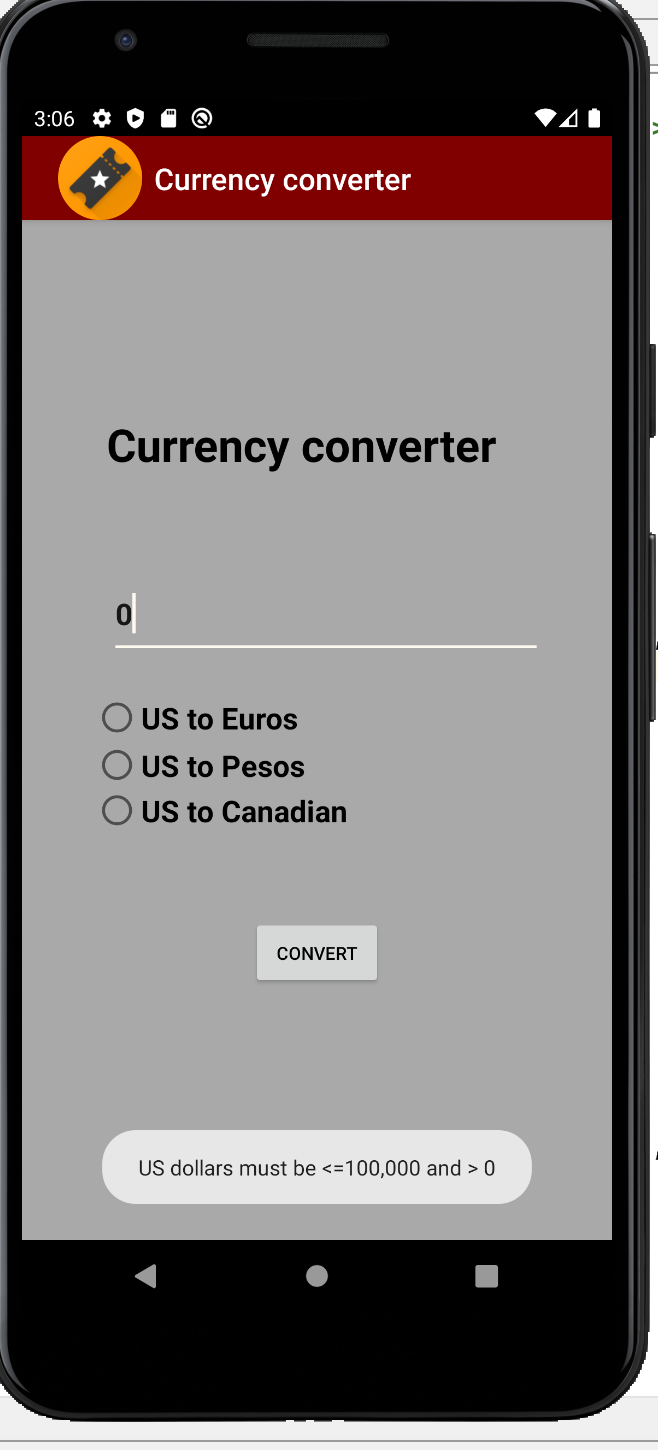 3:06
Currency converter
Currency converter
0
US to Euros
US to Pesos
US to Canadian
CONVERT
US dollars must be <=100,000 and > 0